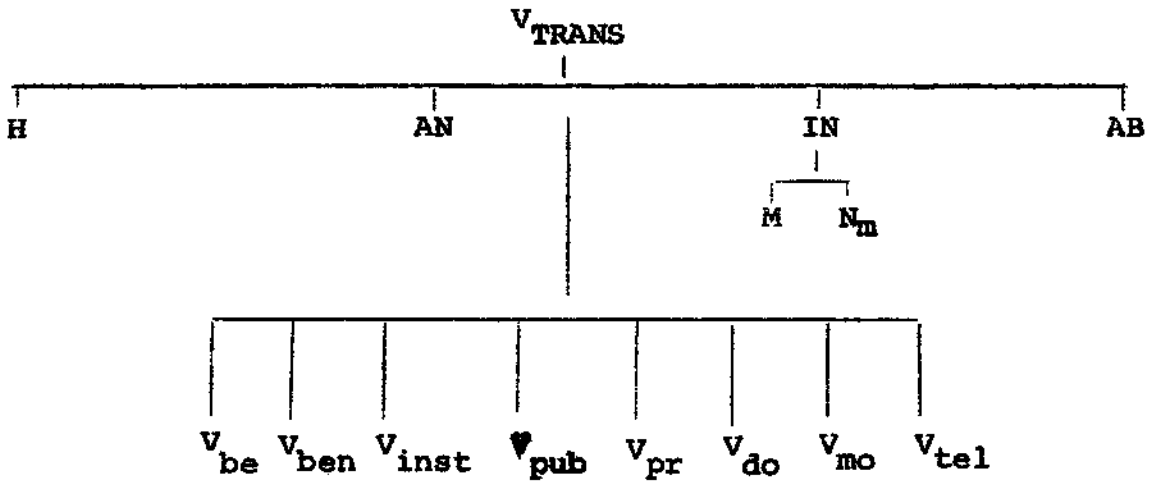 V_TRANS
H AN IN AB
M N_m
V_be V_ben V_inst V_pub V_pr V_do V_mo V_tel